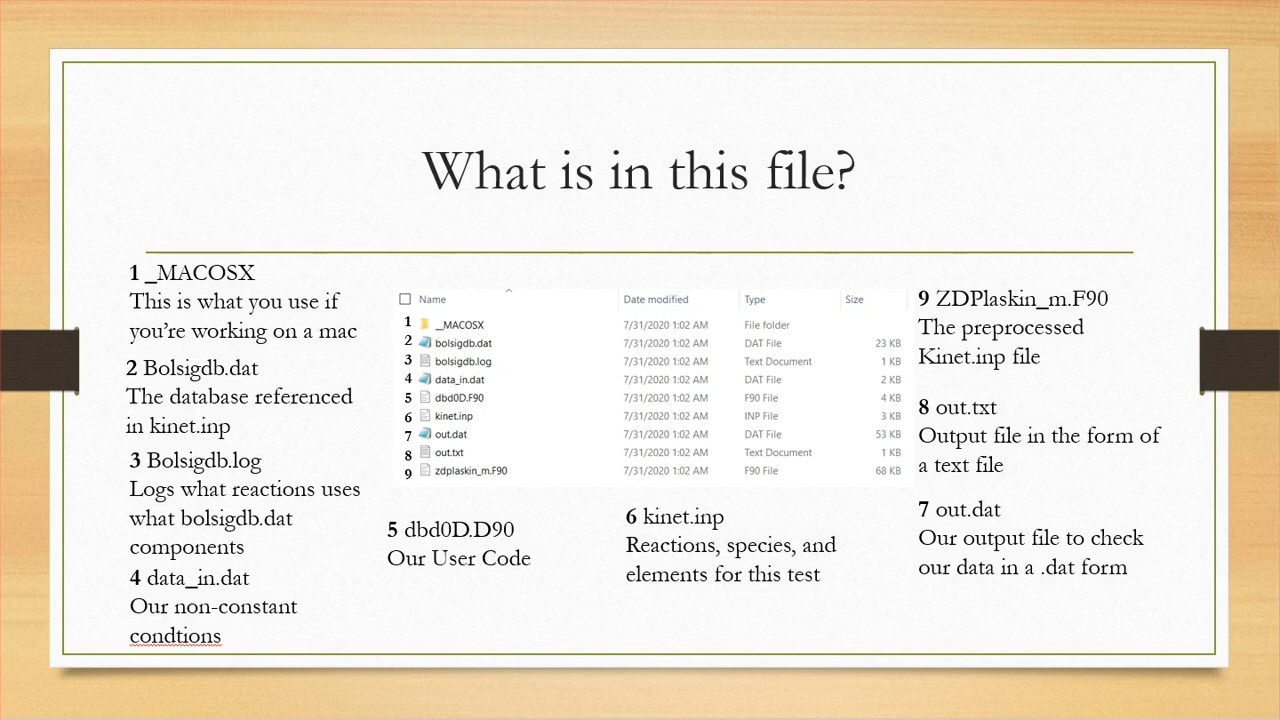 What is in this file?
1 _MACOSX
This is what you use if
you're working on a mac
2 Bolsigdb.dat
The database referenced
in kinet.inp
3 Bolsigdb.log
Logs what reactions uses
what bolsigdb.dat
components
4 data_in.dat
Our non-constant
condtions
Name Date modified Type Size
1 __MACOSX 7/31/2020 1:02 AM File folder
2 bolsigdb.dat 7/31/2020 1:02 AM DAT File 23 KB
3 bolsigdb.log 7/31/2020 1:02 AM Text Document 1 KB
4 data_in.dat 7/31/2020 1:02 AM DAT File 2 KB
5 dbd0D.F90 7/31/2020 1:02 AM F90 File 4 KB
6 kinet.inp 7/31/2020 1:02 AM INP File 3 KB
7 out.dat 7/31/2020 1:02 AM DAT File 53 KB
8 out.txt 7/31/2020 1:02 AM Text Document 1 KB
9 zdplaskin_m.F90 7/31/2020 1:02 AM F90 File 68 KB
5 dbd0D.D90
Our User Code
6 kinet.inp
Reactions, species, and
elements for this test
9 ZDPlaskin_m.F90
The preprocessed
Kinet.inp file
8 out.txt
Output file in the form of
a text file
7 out.dat
Our output file to check
our data in a .dat form